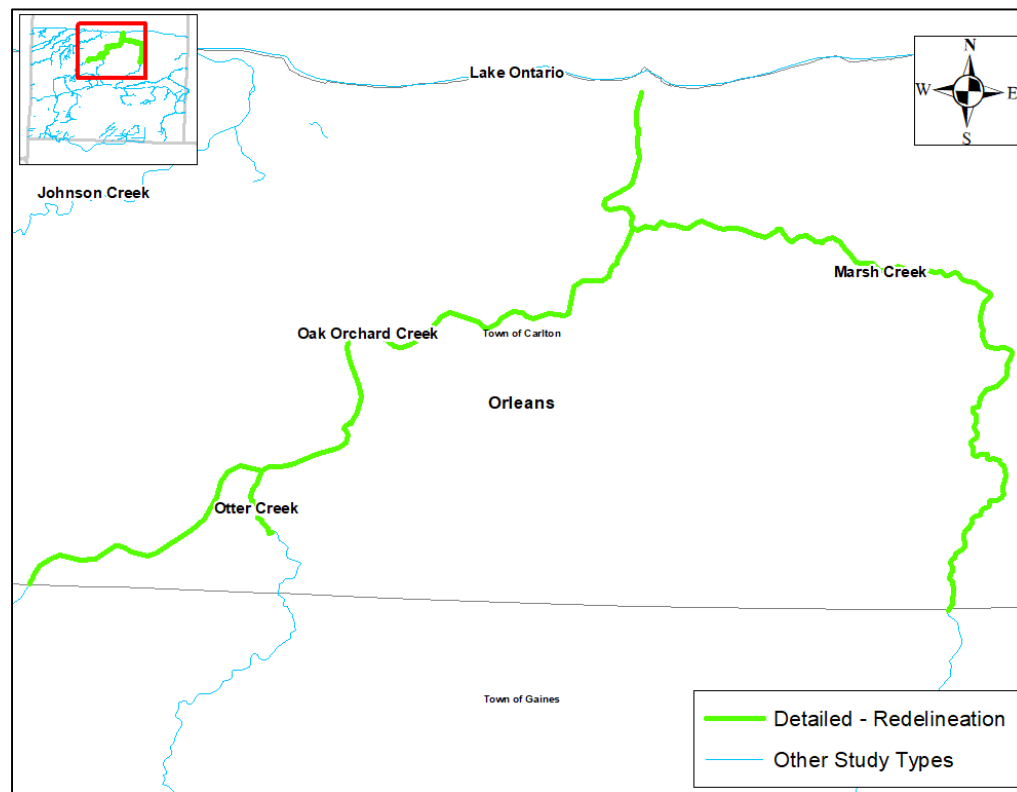 Lake Ontario
N
W
E
S
Johnson Creek
Marsh Creek
Oak Orchard Creek
Town of Carlton
Orleans
Otter Creek
Town of Gaines
Detailed - Redelineation
Other Study Types